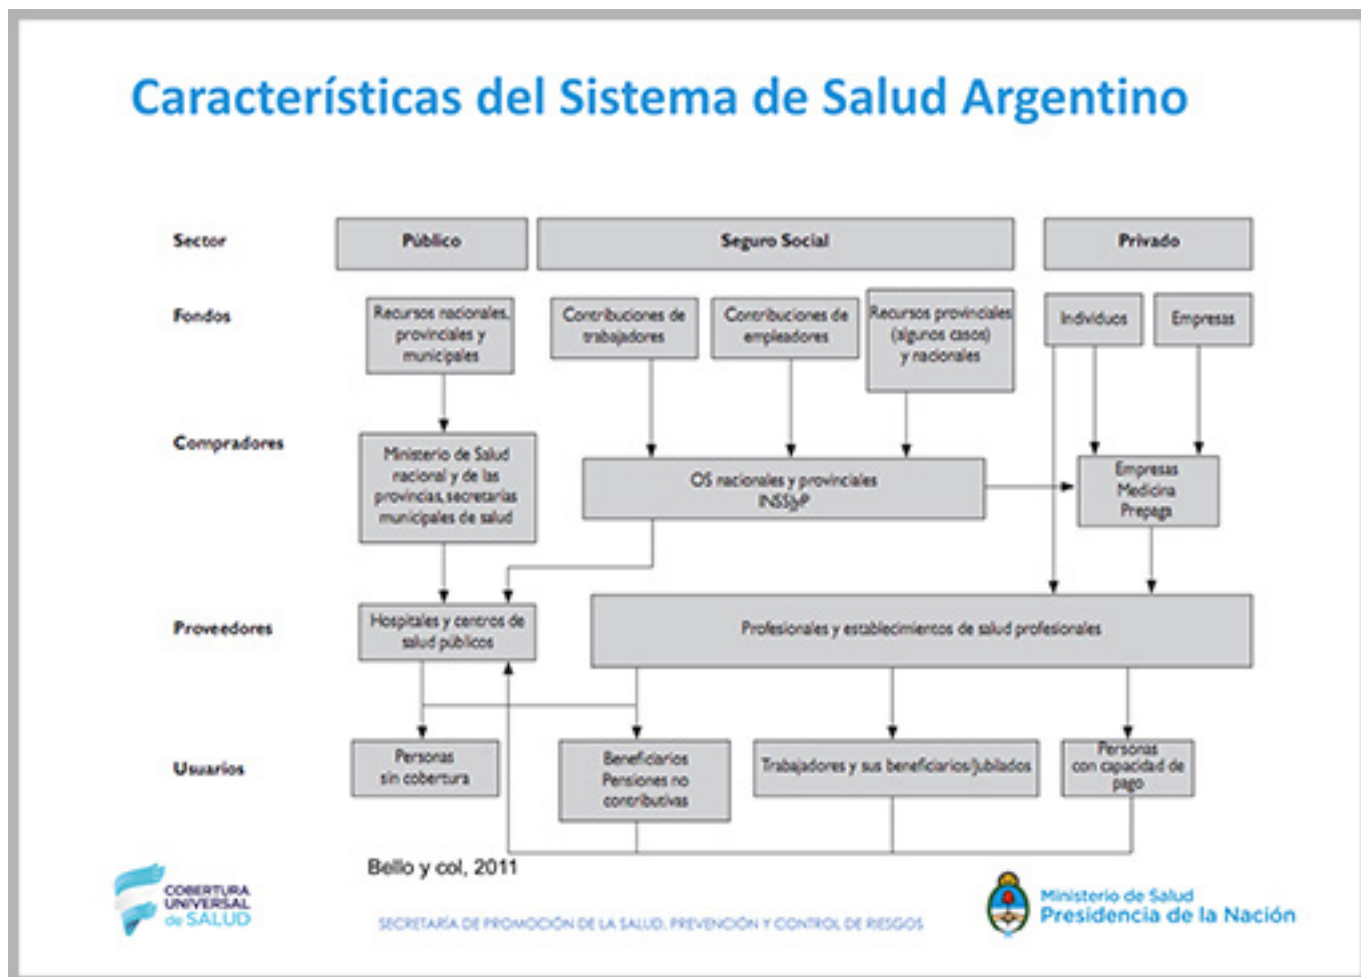 Características del Sistema de Salud Argentino
Sector
Público
Seguro Social
Privado
Fondos
Recursos nacionales,
provinciales y
municipales
Contribuciones de
trabajadores
Contribuciones de
empleadores
Recursos provinciales
(algunos casos)
y nacionales
Individuos
Empresas
Compradores
Ministerio de Salud
nacional y de las
provincias, secretarías
municipales de salud
OS nacionales y provinciales
INSSJyP
Empresas
Medicina
Prepaga
Proveedores
Hospitales y centros de
salud públicos
Profesionales y establecimientos de salud profesionales
Usuarios
Personas
sin cobertura
Beneficiarios
Pensiones no
contributivas
Trabajadores y sus beneficiarios/Jubilados
Personas
con capacidad de
pago
Bello y col, 2011
COBERTURA
UNIVERSAL
de SALUD
SECRETARÍA DE PROMOCIÓN DE LA SALUD, PREVENCIÓN Y CONTROL DE RIESGOS
Ministerio de Salud
Presidencia de la Nación